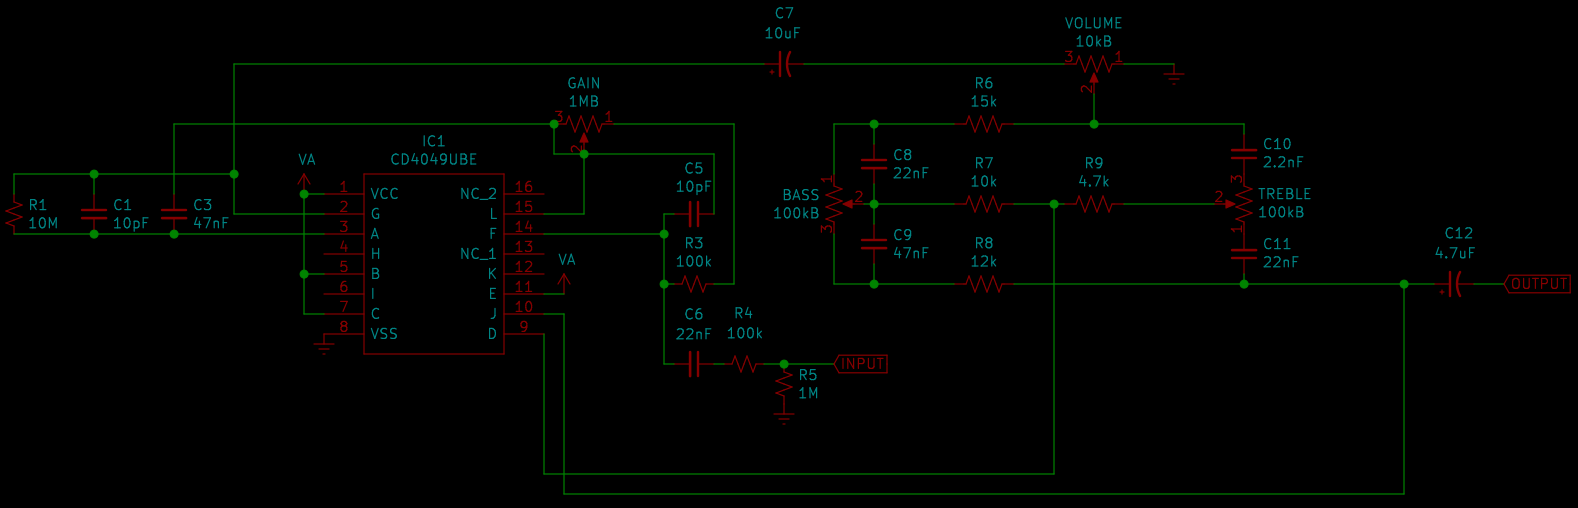 C7
10uF
VOLUME
10kB
3
1
2
GAIN
1MB
3
1
2
R6
15k
IC1
CD4049UBE
VA
1
VCC
NC_2
16
2
G
L
15
3
A
F
14
4
H
NC_1
13
5
B
K
12
6
I
E
11
7
C
J
10
8
VSS
D
9
R1
10M
C1
10pF
C3
47nF
C5
10pF
R3
100k
VA
C6
22nF
R4
100k
INPUT
R5
1M
C8
22nF
R7
10k
R9
4.7k
C10
2.2nF
BASS
100kB
1
2
3
TREBLE
100kB
3
2
1
C9
47nF
R8
12k
C11
22nF
C12
4.7uF
OUTPUT